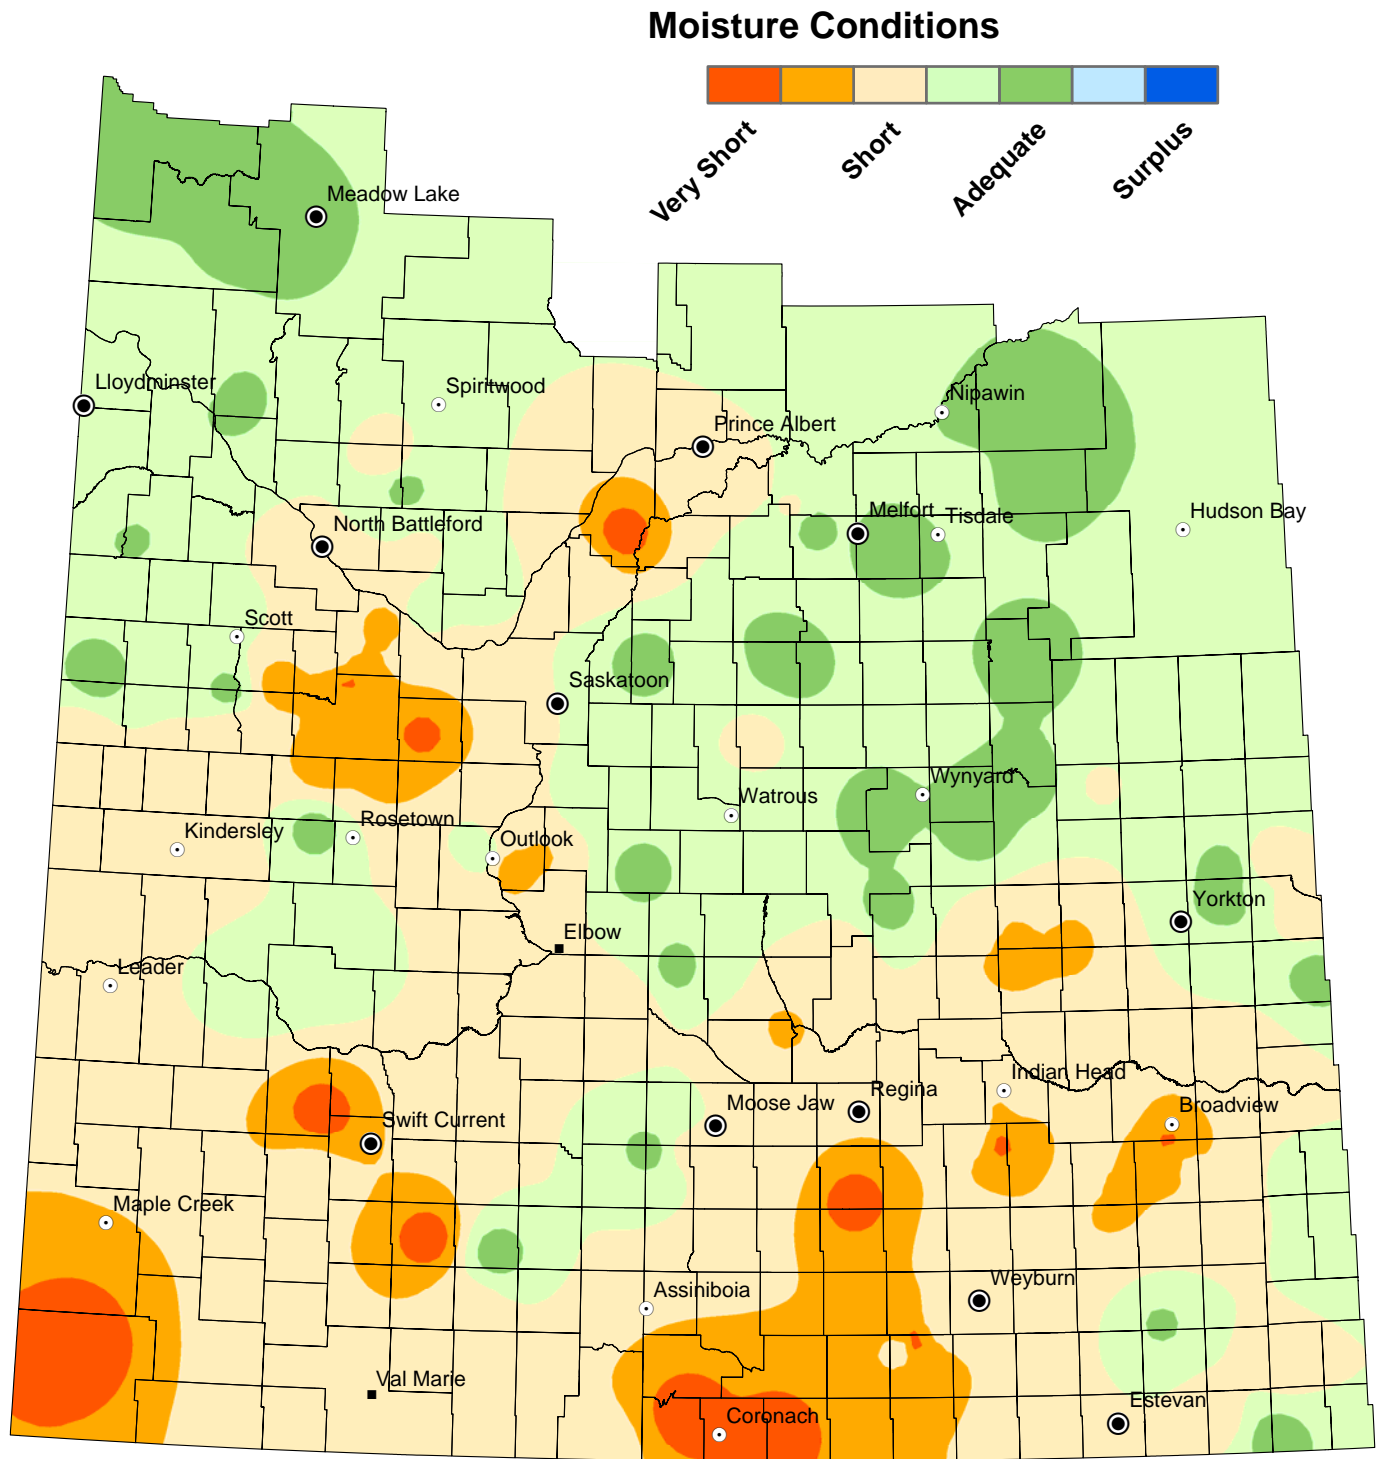 Moisture Conditions
Very Short
Short
Adequate
Surplus
Meadow Lake
Lloydminster
Spiritwood
Nipawin
Prince Albert
Melfort
Tisdale
Hudson Bay
North Battleford
Scott
Saskatoon
Wynyard
Watrous
Kindersley
Rosetown
Outlook
Yorkton
Elbow
Leader
Indian Head
Regina
Moose Jaw
Broadview
Swift Current
Maple Creek
Weyburn
Assiniboia
Val Marie
Estevan
Coronach